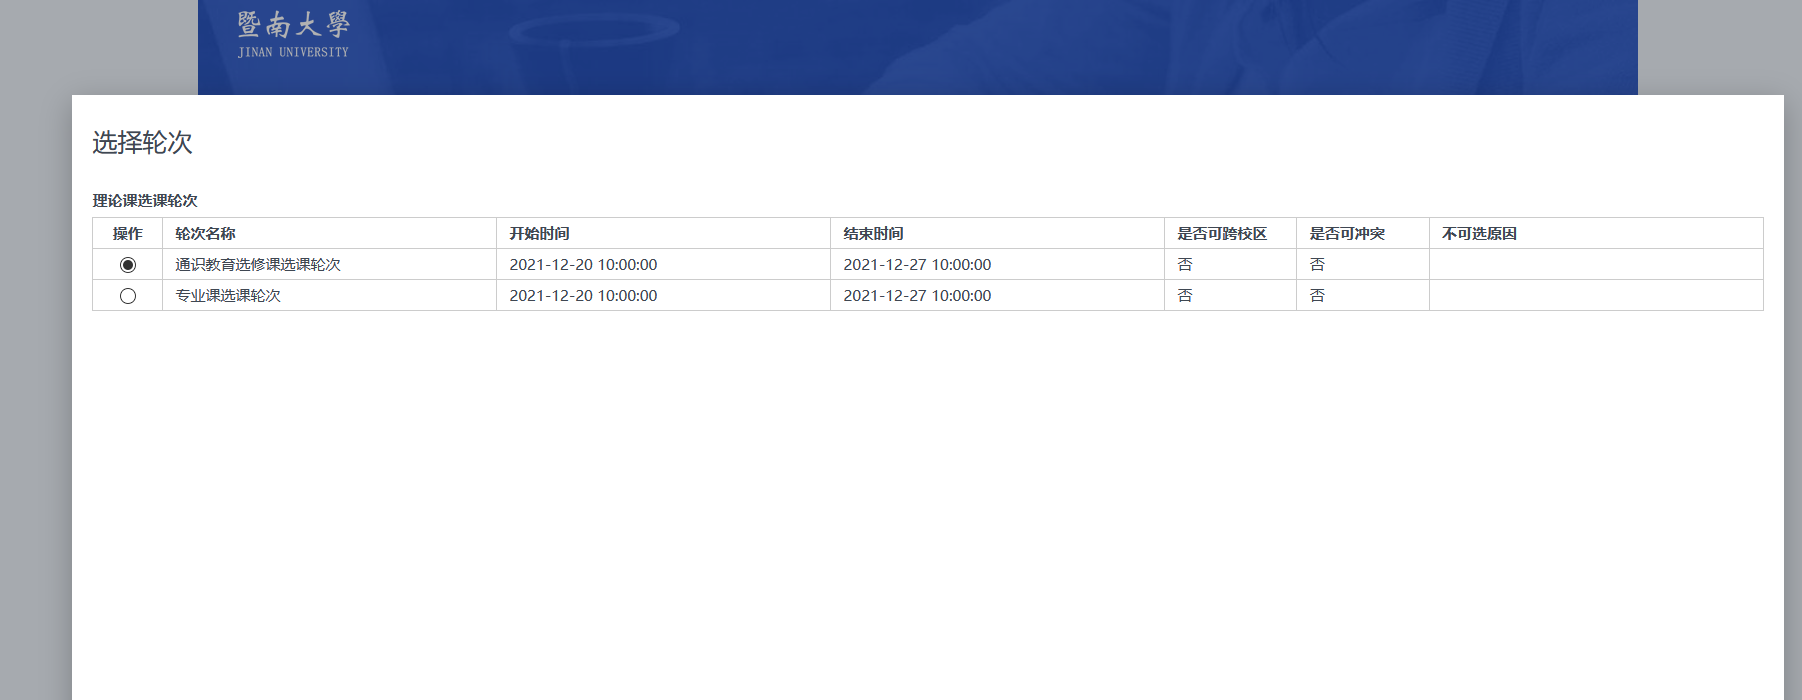 暨南大學
JINAN UNIVERSITY
选择轮次
理论课选课轮次
操作 轮次名称 开始时间 结束时间 是否可跨校区 是否可冲突 不可选原因
通识教育选修课选课轮次 2021-12-20 10:00:00 2021-12-27 10:00:00 否 否
专业课选课轮次 2021-12-20 10:00:00 2021-12-27 10:00:00 否 否